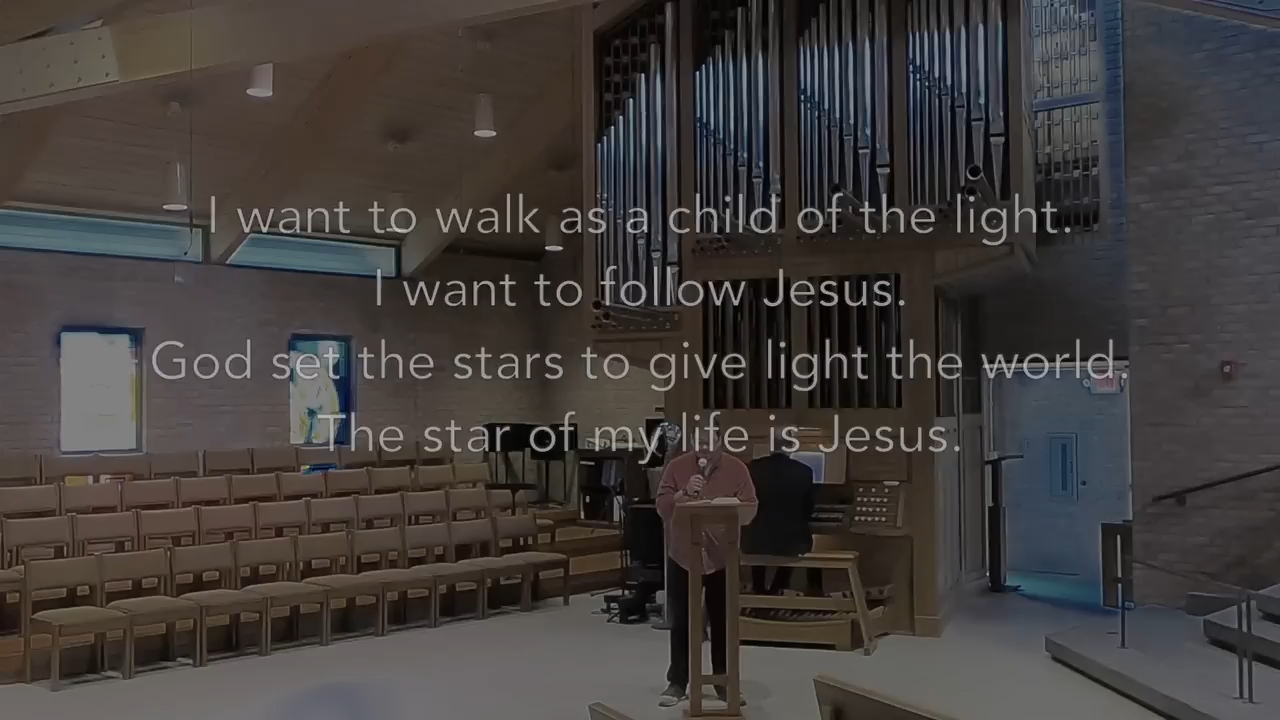 I want to walk as a child of the light.
I want to follow Jesus.
God set the stars to give light the world.
The star of my life is Jesus.